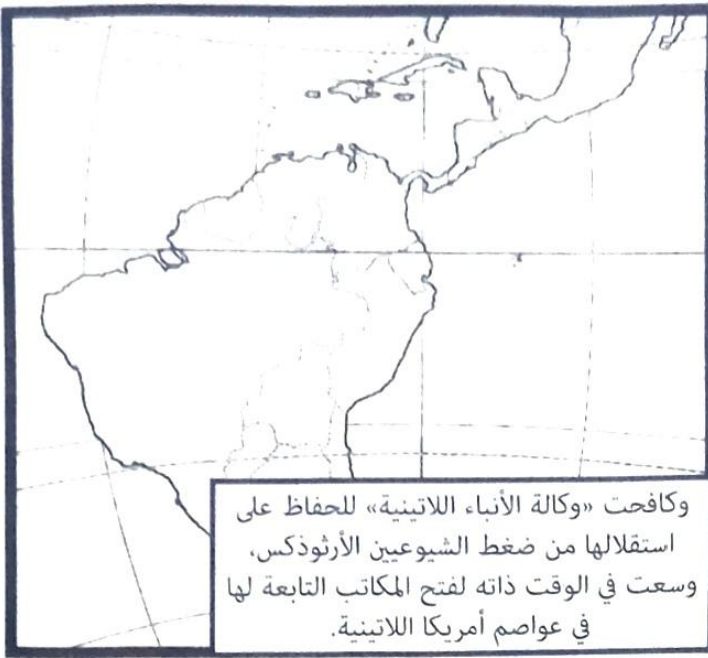 وكافحت «وكالة الأنباء اللاتينية» للحفاظ على
استقلالها من ضغط الشيوعيين الأرثوذكس،
وسعت في الوقت ذاته لفتح المكاتب التابعة لها
في عواصم أمريكا اللاتينية.